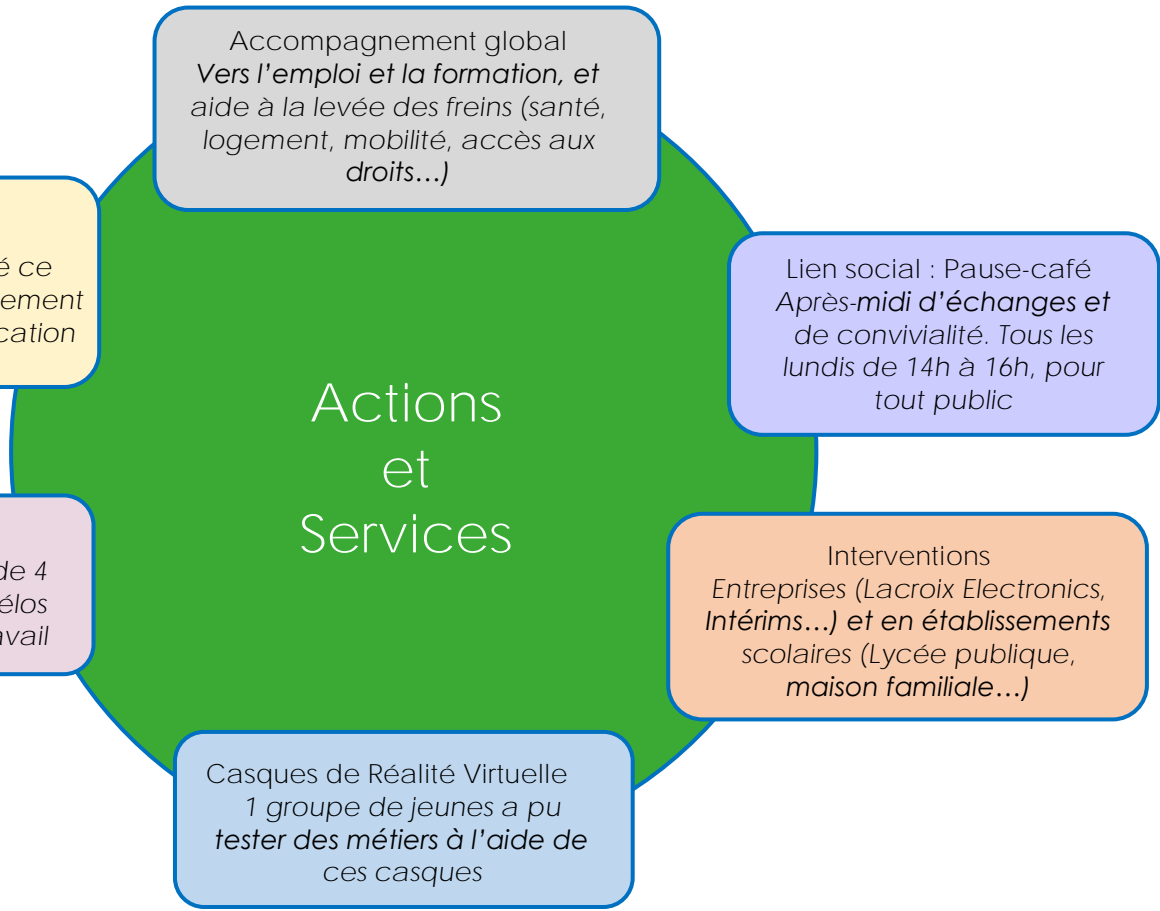 Accompagnement global
Vers l’emploi et la formation, et
aide à la levée des freins (santé,
logement, mobilité, accès aux
droits…)
ce
Lien social : Pause-café
Après-midi d’échanges et
de convivialité. Tous les
lundis de 14h à 16h, pour
tout public
Actions
et
Services
de 4
Interventions
Entreprises (Lacroix Electronics,
Intérims…) et en établissements
scolaires (Lycée publique,
maison familiale…)
Casques de Réalité Virtuelle
1 groupe de jeunes a pu
tester des métiers à l’aide de
ces casques